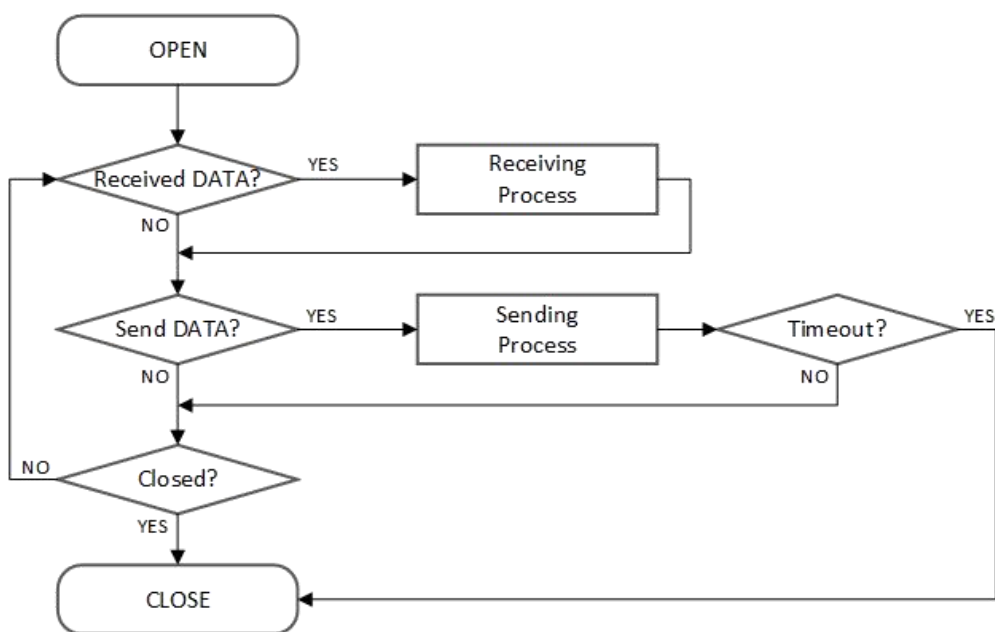 OPEN
Received DATA?
YES
Receiving
Process
NO
Send DATA?
YES
Sending
Process
Timeout?
YES
NO
NO
Closed?
NO
YES
CLOSE